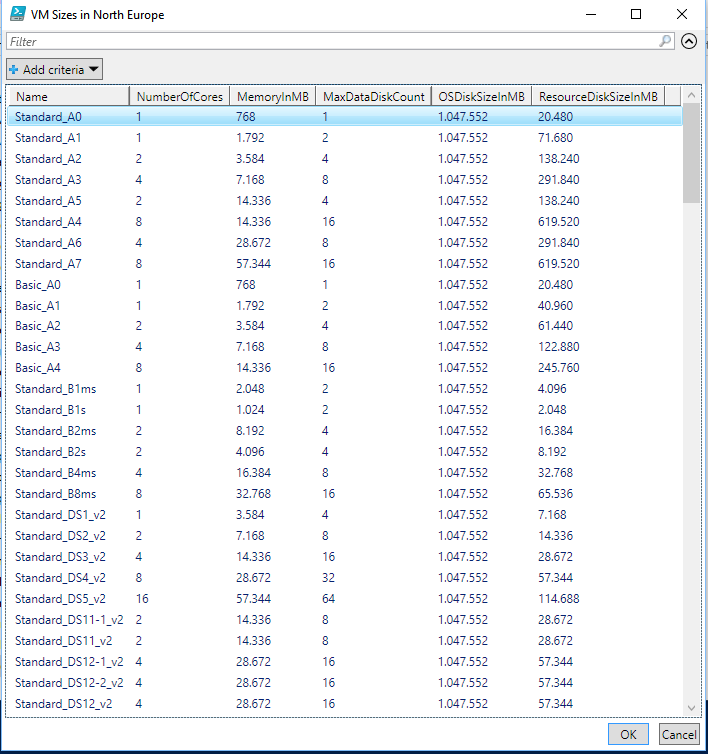 VM Sizes in North Europe
Filter
Add criteria
Name NumberOfCores MemoryInMB MaxDataDiskCount OSDiskSizeInMB ResourceDiskSizeInMB
Standard_A0 1 768 1 1.047.552 20.480
Standard_A1 1 1.792 2 1.047.552 71.680
Standard_A2 2 3.584 4 1.047.552 138.240
Standard_A3 4 7.168 8 1.047.552 291.840
Standard_A5 2 14.336 4 1.047.552 138.240
Standard_A4 8 14.336 16 1.047.552 619.520
Standard_A6 4 28.672 8 1.047.552 291.840
Standard_A7 8 57.344 16 1.047.552 619.520
Basic_A0 1 768 1 1.047.552 20.480
Basic_A1 1 1.792 2 1.047.552 40.960
Basic_A2 2 3.584 4 1.047.552 61.440
Basic_A3 4 7.168 8 1.047.552 122.880
Basic_A4 8 14.336 16 1.047.552 245.760
Standard_B1ms 1 2.048 2 1.047.552 4.096
Standard_B1s 1 1.024 2 1.047.552 2.048
Standard_B2ms 2 8.192 4 1.047.552 16.384
Standard_B2s 2 4.096 4 1.047.552 8.192
Standard_B4ms 4 16.384 8 1.047.552 32.768
Standard_B8ms 8 32.768 16 1.047.552 65.536
Standard_DS1_v2 1 3.584 4 1.047.552 7.168
Standard_DS2_v2 2 7.168 8 1.047.552 14.336
Standard_DS3_v2 4 14.336 16 1.047.552 28.672
Standard_DS4_v2 8 28.672 32 1.047.552 57.344
Standard_DS5_v2 16 57.344 64 1.047.552 114.688
Standard_DS11-1_v2 2 14.336 8 1.047.552 28.672
Standard_DS11_v2 2 14.336 8 1.047.552 28.672
Standard_DS12-1_v2 4 28.672 16 1.047.552 57.344
Standard_DS12-2_v2 4 28.672 16 1.047.552 57.344
Standard_DS12_v2 4 28.672 16 1.047.552 57.344
OK Cancel